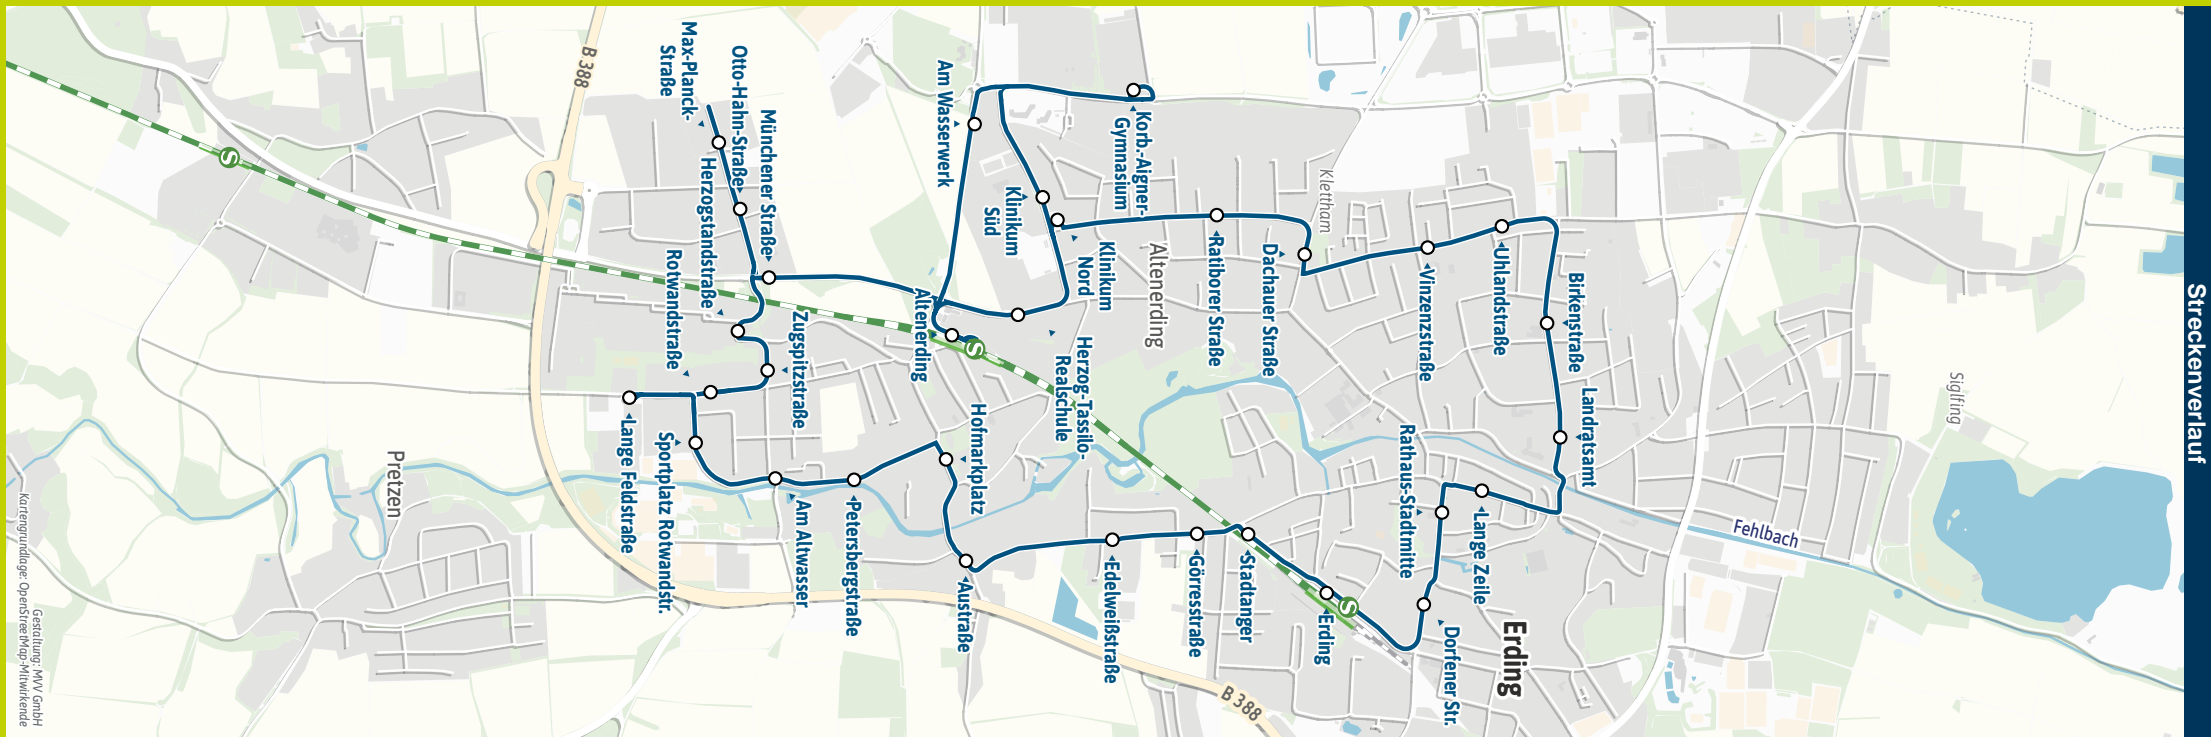 Streckenverlauf
B 388
Max-Planck-
Straße
Otto-Hahn-Straße
Münchener Straße
Herzogstandstraße
Rotwandstraße
Zugspitzstraße
Lange Feldstraße
Sportplatz Rotwandstr.
Am Altwasser
Petersbergstraße
Hofmarkplatz
Austraße
Edelweißstraße
Görresstraße
Stadtanger
Erding
S
Dorfener Str.
Rathaus-Stadtmitte
Lange Zeile
Landratsamt
Birkenstraße
Uhlandstraße
Vinzenzstraße
Dachauer Straße
Ratiborer Straße
Klinikum
Nord
Klinikum
Süd
Korb.-Aigner-
Gymnasium
Am Wasserwerk
Altenerding
S
Herzog-Tassilo-
Realschule
Altenerding
Klettham
Erding
Siglfing
Fehlbach
Pretzen
B 388
S
Kartengrundlage: OpenStreetMap-Mitwirkende
Gestaltung: MVV GmbH